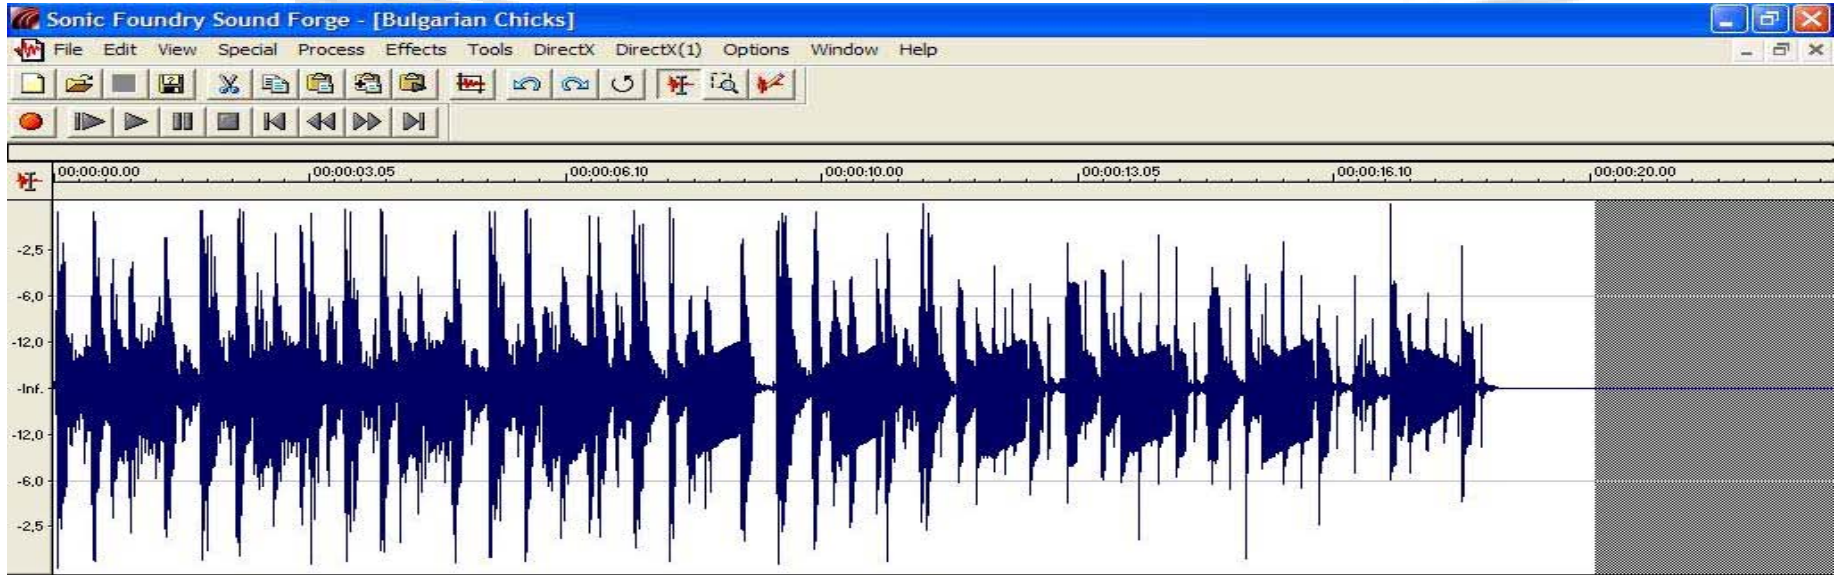 Sonic Foundry Sound Forge - [Bulgarian Chicks]
File Edit View Special Process Effects Tools DirectX DirectX(1) Options Window Help
00:00:00.00 00:00:03.05 00:00:06.10 00:00:10.00 00:00:13.05 00:00:16.10 00:00:20.00
-2,5
-6,0
-12,0
-Inf.
-12,0
-6,0
-2,5